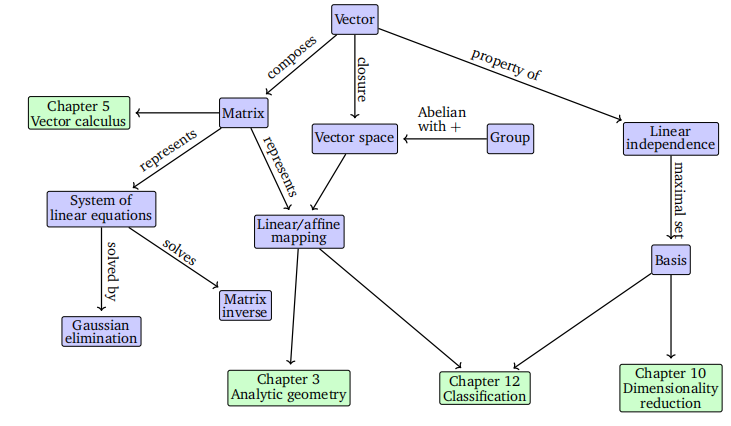 Vector
composes
closure
property of
Chapter 5
Vector calculus
Matrix
Abelian
with +
Vector space
Group
Linear
independence
represents
represents
maximal set
System of
linear equations
Linear/affine
mapping
solved by
solves
Basis
Matrix
inverse
Gaussian
elimination
Chapter 3
Analytic geometry
Chapter 12
Classification
Chapter 10
Dimensionality
reduction